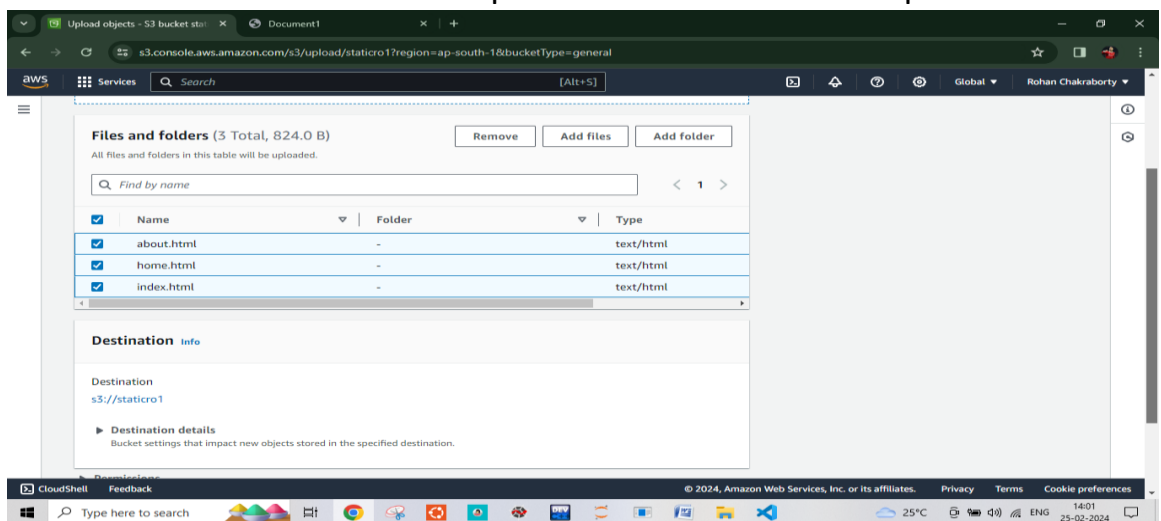 Upload objects - S3 bucket stat
Document1
s3.console.aws.amazon.com/s3/upload/staticro1?region=ap-south-1&bucketType=general
aws Services Search [Alt+S] Global Rohan Chakraborty
Files and folders (3 Total, 824.0 B) Remove Add files Add folder
All files and folders in this table will be uploaded.
Find by name 1
Name Folder Type
about.html - text/html
home.html - text/html
index.html - text/html
Destination Info
Destination
s3://staticro1
Destination details
Bucket settings that impact new objects stored in the specified destination.
CloudShell Feedback © 2024, Amazon Web Services, Inc. or its affiliates. Privacy Terms Cookie preferences
Type here to search 25°C ENG 14:01
25-02-2024